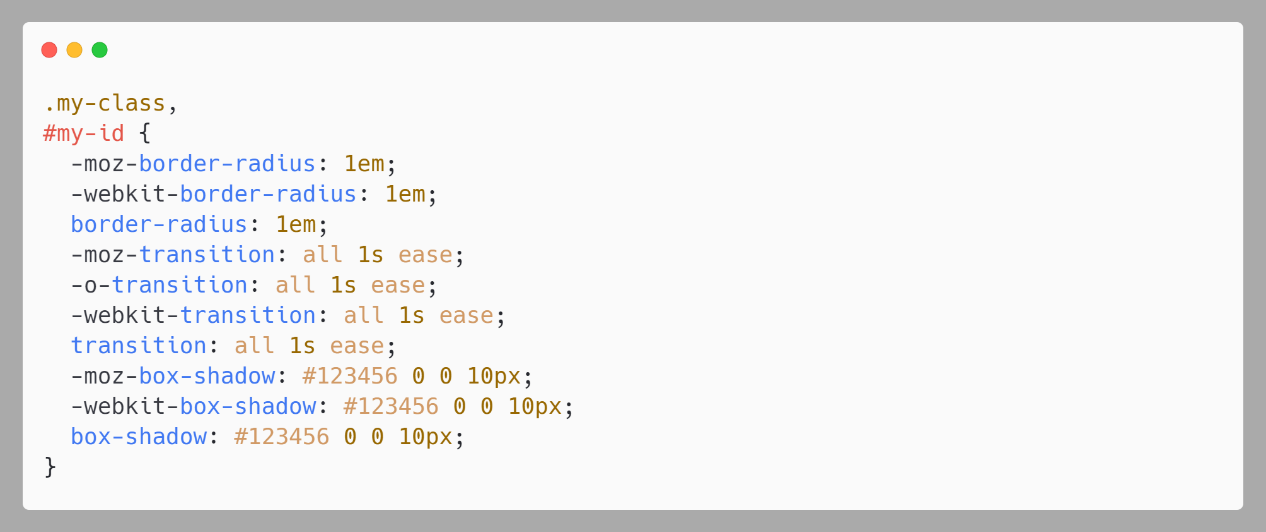 .my-class,
#my-id {
  -moz-border-radius: 1em;
  -webkit-border-radius: 1em;
  border-radius: 1em;
  -moz-transition: all 1s ease;
  -o-transition: all 1s ease;
  -webkit-transition: all 1s ease;
  transition: all 1s ease;
  -moz-box-shadow: #123456 0 0 10px;
  -webkit-box-shadow: #123456 0 0 10px;
  box-shadow: #123456 0 0 10px;
}